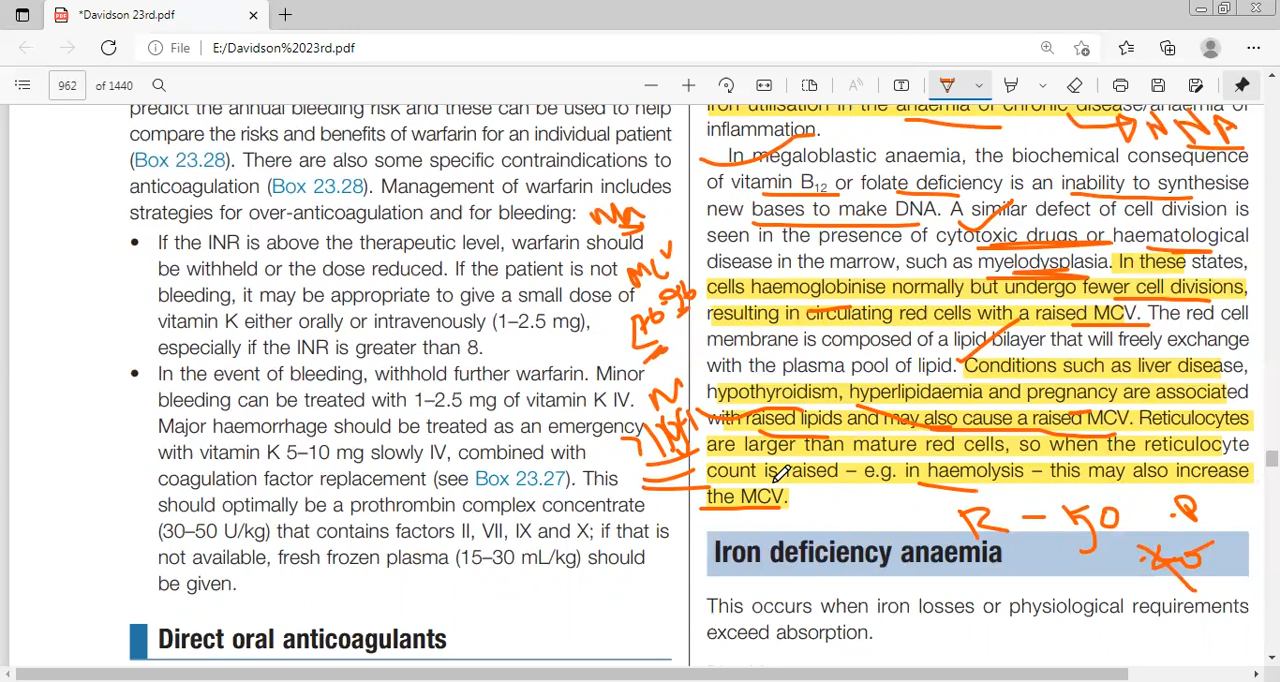 *Davidson 23rd.pdf
File
E:/Davidson%2023rd.pdf
962 of 1440
predict the annual bleeding risk and these can be used to help
compare the risks and benefits of warfarin for an individual patient
(Box 23.28). There are also some specific contraindications to
anticoagulation (Box 23.28). Management of warfarin includes
strategies for over-anticoagulation and for bleeding:
• If the INR is above the therapeutic level, warfarin should
be withheld or the dose reduced. If the patient is not
bleeding, it may be appropriate to give a small dose of
vitamin K either orally or intravenously (1–2.5 mg),
especially if the INR is greater than 8.
• In the event of bleeding, withhold further warfarin. Minor
bleeding can be treated with 1–2.5 mg of vitamin K IV.
Major haemorrhage should be treated as an emergency
with vitamin K 5–10 mg slowly IV, combined with
coagulation factor replacement (see Box 23.27). This
should optimally be a prothrombin complex concentrate
(30–50 U/kg) that contains factors II, VII, IX and X; if that is
not available, fresh frozen plasma (15–30 mL/kg) should
be given.
Direct oral anticoagulants
MCV
76-96
iron utilisation in the anaemia of chronic disease/anaemia of
inflammation.
N NA
In megaloblastic anaemia, the biochemical consequence
of vitamin B12 or folate deficiency is an inability to synthesise
new bases to make DNA. A similar defect of cell division is
seen in the presence of cytotoxic drugs or haematological
disease in the marrow, such as myelodysplasia. In these states,
cells haemoglobinise normally but undergo fewer cell divisions,
resulting in circulating red cells with a raised MCV. The red cell
membrane is composed of a lipid bilayer that will freely exchange
with the plasma pool of lipid. Conditions such as liver disease,
hypothyroidism, hyperlipidaemia and pregnancy are associated
with raised lipids and may also cause a raised MCV. Reticulocytes
are larger than mature red cells, so when the reticulocyte
count is raised – e.g. in haemolysis – this may also increase
the MCV.
R - 50
Iron deficiency anaemia
This occurs when iron losses or physiological requirements
exceed absorption.